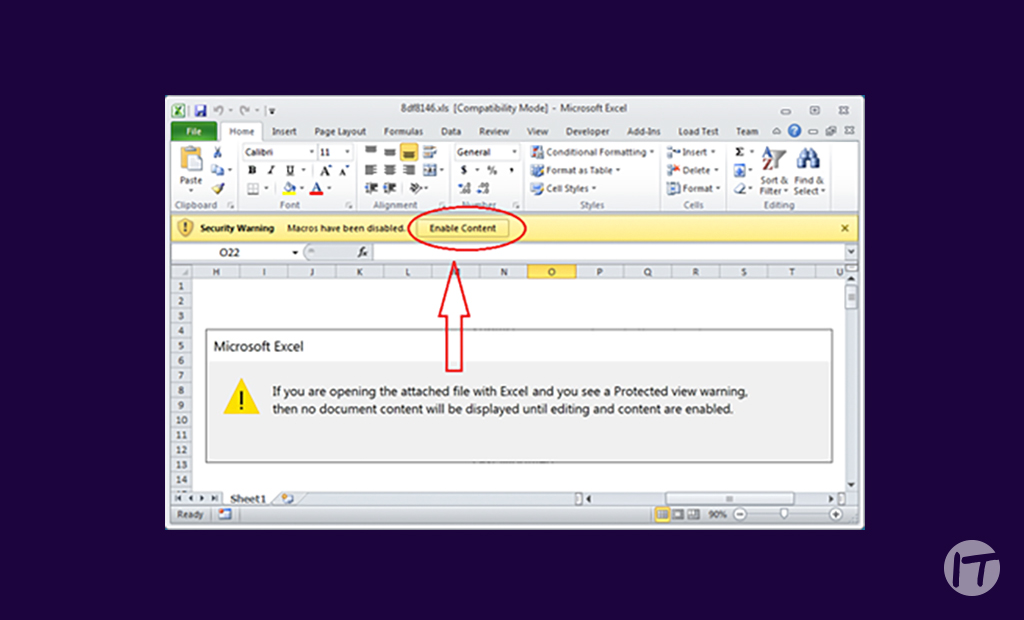 8df8146.xls [Compatibility Mode] - Microsoft Excel
File Home Insert Page Layout Formulas Data Review View Developer Add-Ins Load Test Team
Calibri 11 General Conditional Formatting Insert Σ
Paste B I U A A $ % , Format as Table Delete Sort & Filter Find & Select
A Cell Styles Format
Clipboard Font Alignment Number Styles Cells Editing
Security Warning Macros have been disabled. Enable Content
O22 fx
H I J K L M N O P Q R S T U
1
2
3
4
5
6
7
8
9
10
11
12
13
14
Microsoft Excel
If you are opening the attached file with Excel and you see a Protected view warning,
then no document content will be displayed until editing and content are enabled.
Sheet1
Ready 90%
IT